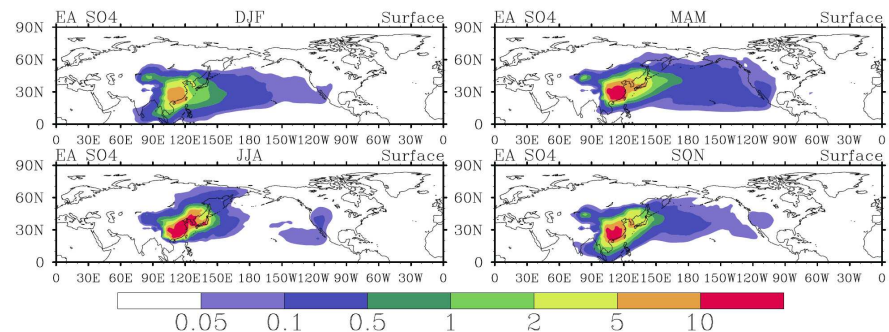 EA SO4 DJF Surface
90N
60N
30N
0
0 30E 60E 90E 120E 150E 180 150W 120W 90W 60W 30W 0
EA SO4 MAM Surface
90N
60N
30N
0
0 30E 60E 90E 120E 150E 180 150W 120W 90W 60W 30W 0
EA SO4 JJA Surface
90N
60N
30N
0
0 30E 60E 90E 120E 150E 180 150W 120W 90W 60W 30W 0
EA SO4 SON Surface
90N
60N
30N
0
0 30E 60E 90E 120E 150E 180 150W 120W 90W 60W 30W 0
0.05 0.1 0.5 1 2 5 10